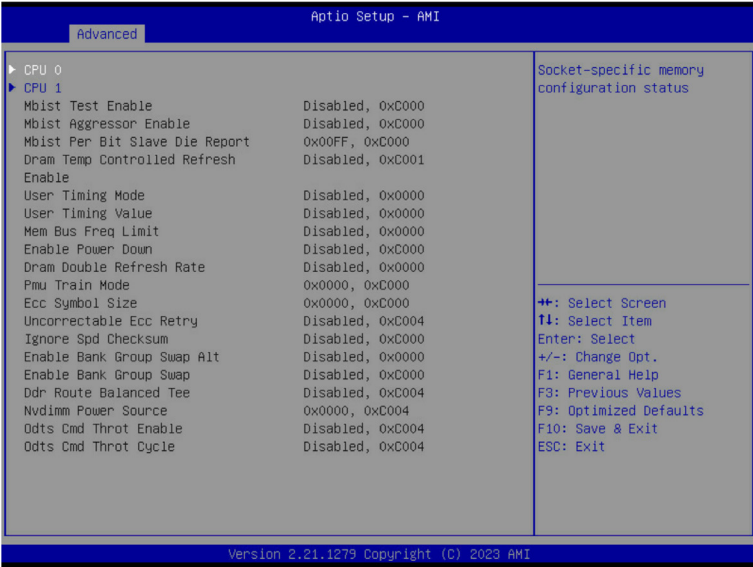 Aptio Setup - AMI
Advanced
CPU 0
CPU 1
Mbist Test Enable Disabled, 0xC000
Mbist Aggressor Enable Disabled, 0xC000
Mbist Per Bit Slave Die Report 0x00FF, 0xC000
Dram Temp Controlled Refresh Disabled, 0xC001
Enable
User Timing Mode Disabled, 0x0000
User Timing Value Disabled, 0x0000
Mem Bus Freq Limit Disabled, 0x0000
Enable Power Down Disabled, 0xC000
Dram Double Refresh Rate Disabled, 0x0000
Pmu Train Mode 0x0000, 0xC000
Ecc Symbol Size 0x0000, 0xC000
Uncorrectable Ecc Retry Disabled, 0xC004
Ignore Spd Checksum Disabled, 0xC000
Enable Bank Group Swap Alt Disabled, 0x0000
Enable Bank Group Swap Disabled, 0xC000
Ddr Route Balanced Tee Disabled, 0xC004
Nvdimm Power Source 0x0000, 0xC004
Odts Cmd Throt Enable Disabled, 0xC004
Odts Cmd Throt Cycle Disabled, 0xC004
Socket-specific memory
configuration status
→←: Select Screen
↑↓: Select Item
Enter: Select
+/-: Change Opt.
F1: General Help
F3: Previous Values
F9: Optimized Defaults
F10: Save & Exit
ESC: Exit
Version 2.21.1279 Copyright (C) 2023 AMI